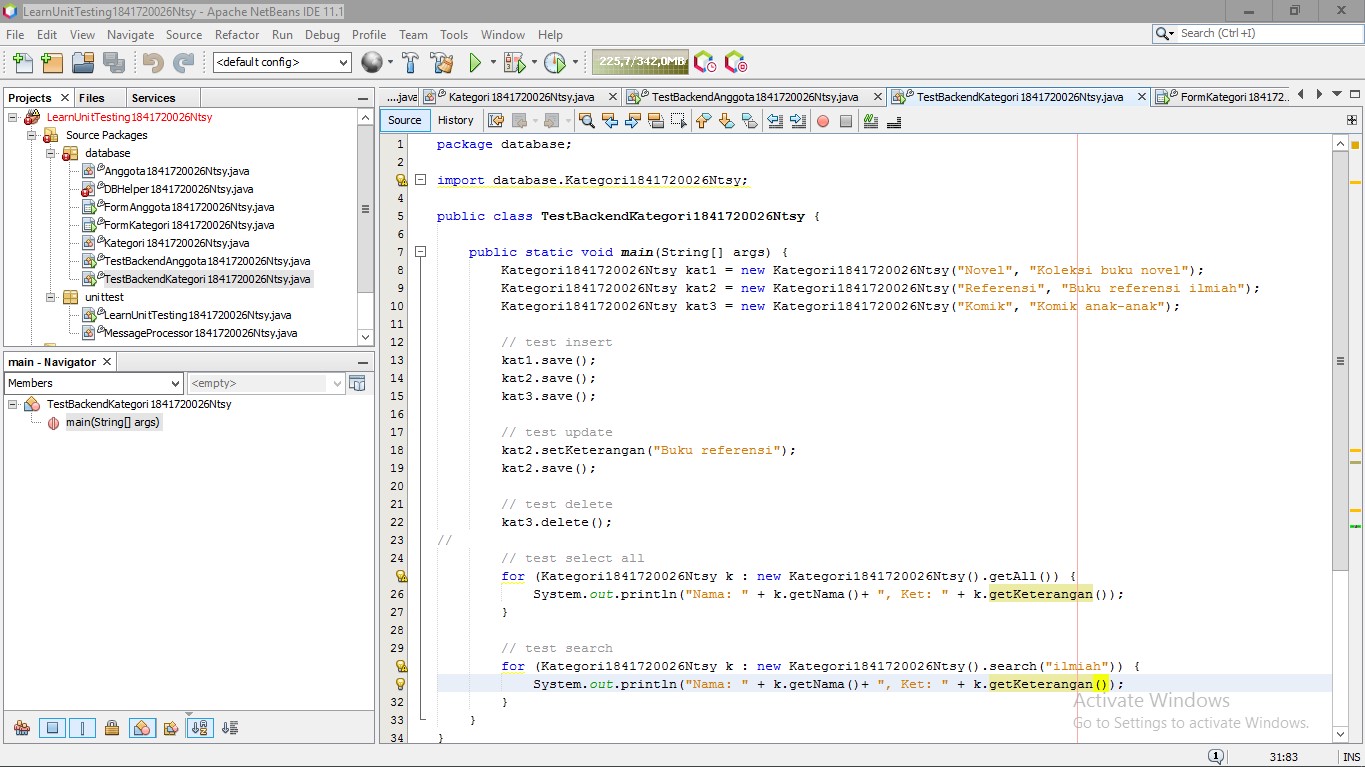 LearnUnitTesting1841720026Ntsy - Apache NetBeans IDE 11.1
File Edit View Navigate Source Refactor Run Debug Profile Team Tools Window Help
Search (Ctrl+I)
<default config>
225,7/342,0MB
Projects Files Services
LearnUnitTesting1841720026Ntsy
Source Packages
database
Anggota1841720026Ntsy.java
DBHelper1841720026Ntsy.java
FormAnggota1841720026Ntsy.java
FormKategori1841720026Ntsy.java
Kategori1841720026Ntsy.java
TestBackendAnggota1841720026Ntsy.java
TestBackendKategori1841720026Ntsy.java
unittest
LearnUnitTesting1841720026Ntsy.java
MessageProcessor1841720026Ntsy.java
main - Navigator
Members <empty>
TestBackendKategori1841720026Ntsy
main(String[] args)
....java Kategori1841720026Ntsy.java TestBackendAnggota1841720026Ntsy.java TestBackendKategori1841720026Ntsy.java FormKategori184172...
Source History
1 package database;
2
import database.Kategori1841720026Ntsy;
4
5 public class TestBackendKategori1841720026Ntsy {
6
7 public static void main(String[] args) {
8 Kategori1841720026Ntsy kat1 = new Kategori1841720026Ntsy("Novel", "Koleksi buku novel");
9 Kategori1841720026Ntsy kat2 = new Kategori1841720026Ntsy("Referensi", "Buku referensi ilmiah");
10 Kategori1841720026Ntsy kat3 = new Kategori1841720026Ntsy("Komik", "Komik anak-anak");
11
12 // test insert
13 kat1.save();
14 kat2.save();
15 kat3.save();
16
17 // test update
18 kat2.setKeterangan("Buku referensi");
19 kat2.save();
20
21 // test delete
22 kat3.delete();
23 //
24 // test select all
for (Kategori1841720026Ntsy k : new Kategori1841720026Ntsy().getAll()) {
26 System.out.println("Nama: " + k.getNama()+ ", Ket: " + k.getKeterangan());
27 }
28
29 // test search
for (Kategori1841720026Ntsy k : new Kategori1841720026Ntsy().search("ilmiah")) {
System.out.println("Nama: " + k.getNama()+ ", Ket: " + k.getKeterangan());
32 }
33 }
34 }
Activate Windows
Go to Settings to activate Windows.
1 31:83 INS